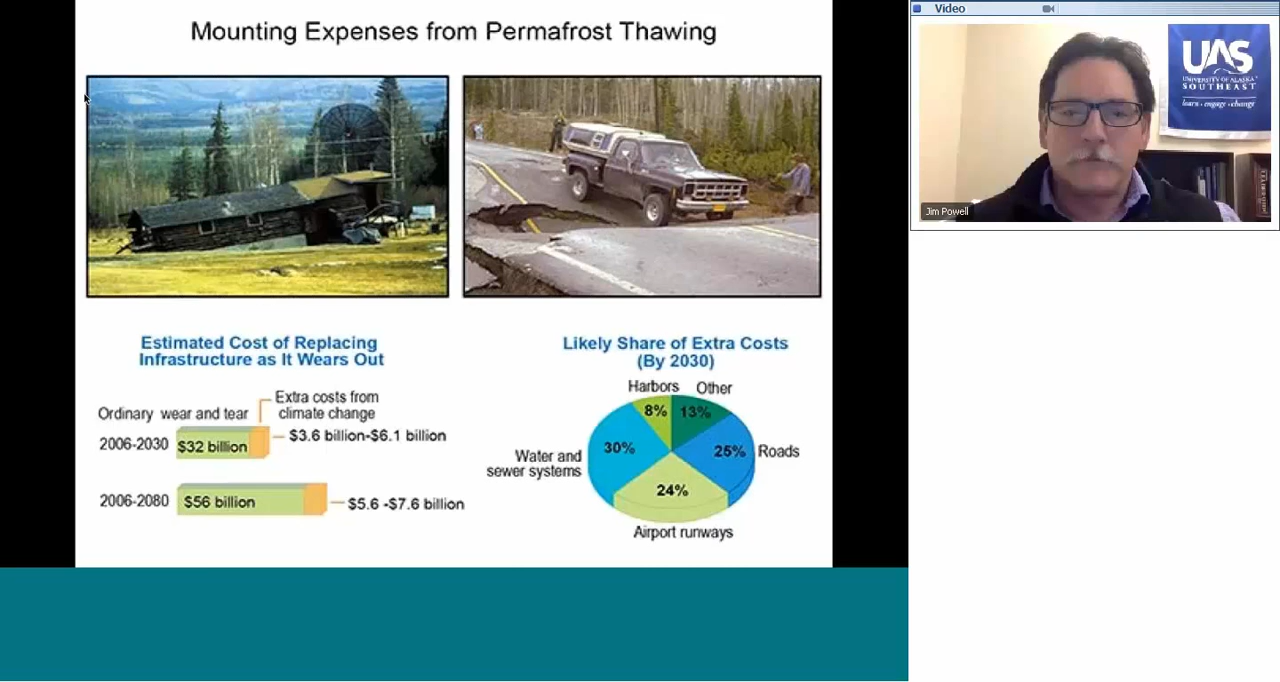 Mounting Expenses from Permafrost Thawing
Estimated Cost of Replacing
Infrastructure as It Wears Out
Ordinary wear and tear
Extra costs from
climate change
2006-2030
$32 billion
$3.6 billion-$6.1 billion
2006-2080
$56 billion
$5.6 -$7.6 billion
Likely Share of Extra Costs
(By 2030)
Harbors
Other
8%
13%
30%
25%
Roads
Water and
sewer systems
24%
Airport runways
Video
UAS
UNIVERSITY OF ALASKA
SOUTHEAST
learn • engage • change
Jim Powell